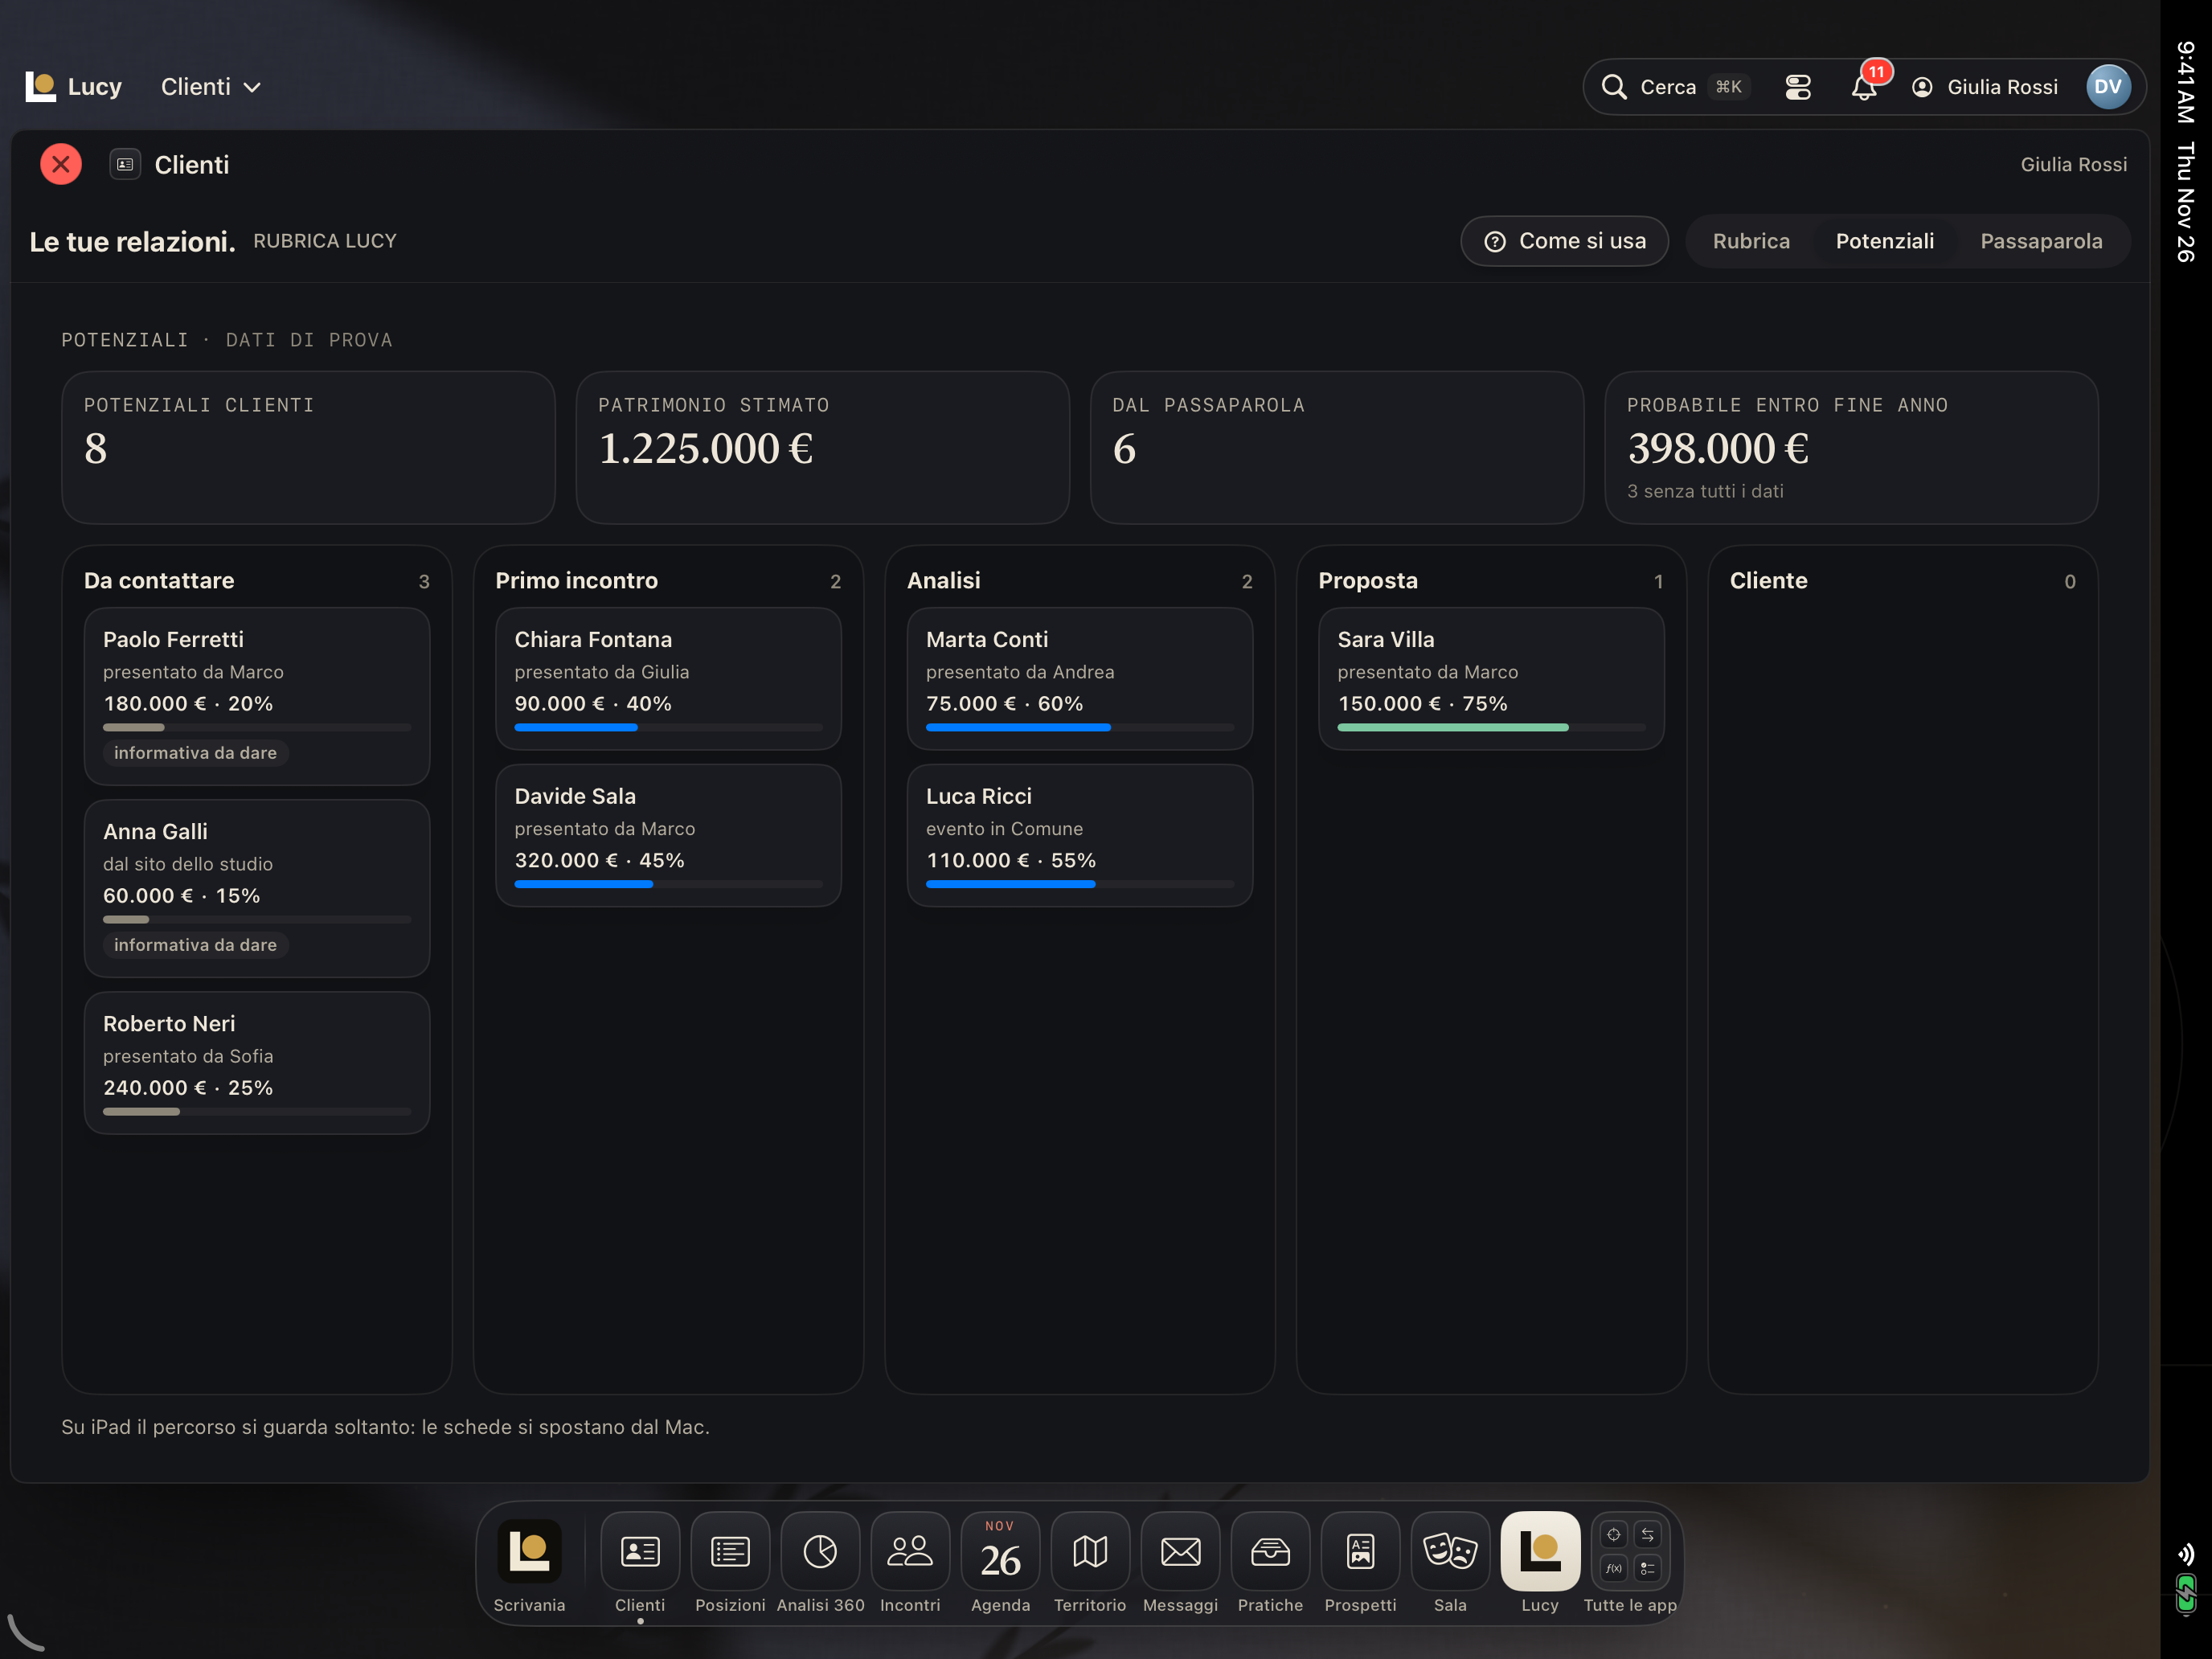 Lucy
Clienti
Cerca ⌘K
11
Giulia Rossi
DV
9:41 AM Thu Nov 26
Clienti
Giulia Rossi
Le tue relazioni. RUBRICA LUCY
Come si usa
Rubrica
Potenziali
Passaparola
POTENZIALI · DATI DI PROVA
POTENZIALI CLIENTI
8
PATRIMONIO STIMATO
1.225.000 €
DAL PASSAPAROLA
6
PROBABILE ENTRO FINE ANNO
398.000 €
3 senza tutti i dati
Da contattare 3
Paolo Ferretti
presentato da Marco
180.000 € · 20%
informativa da dare
Anna Galli
dal sito dello studio
60.000 € · 15%
informativa da dare
Roberto Neri
presentato da Sofia
240.000 € · 25%
Primo incontro 2
Chiara Fontana
presentato da Giulia
90.000 € · 40%
Davide Sala
presentato da Marco
320.000 € · 45%
Analisi 2
Marta Conti
presentato da Andrea
75.000 € · 60%
Luca Ricci
evento in Comune
110.000 € · 55%
Proposta 1
Sara Villa
presentato da Marco
150.000 € · 75%
Cliente 0
Su iPad il percorso si guarda soltanto: le schede si spostano dal Mac.
Scrivania
Clienti
Posizioni
Analisi 360
Incontri
NOV
26
Agenda
Territorio
Messaggi
Pratiche
Prospetti
Sala
Lucy
f(x)
Tutte le app